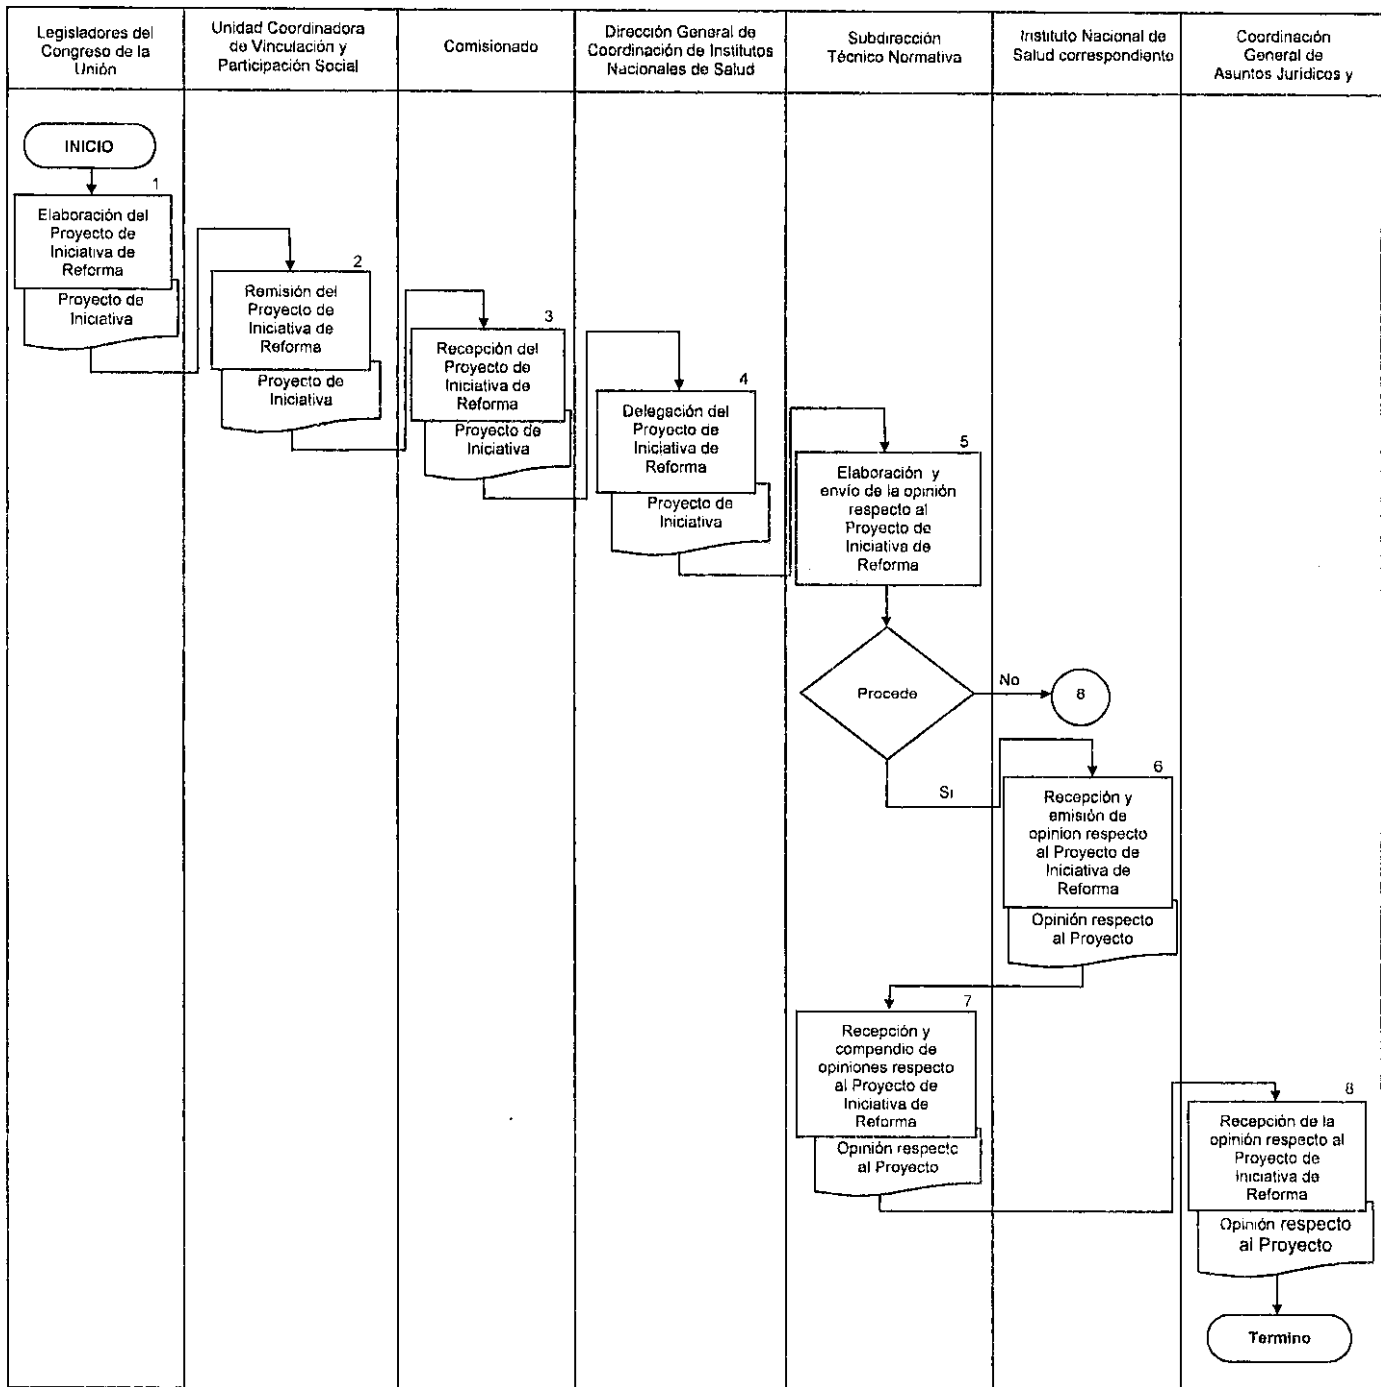 Legisladores del
Congreso de la
Unión
Unidad Coordinadora
de Vinculación y
Participación Social
Comisionado
Dirección General de
Coordinación de Institutos
Nacionales de Salud
Subdirección
Técnico Normativa
Instituto Nacional de
Salud correspondiente
Coordinación
General de
Asuntos Jurídicos y
INICIO
1
Elaboración del
Proyecto de
Iniciativa de
Reforma
Proyecto de
Iniciativa
2
Remisión del
Proyecto de
Iniciativa de
Reforma
Proyecto de
Iniciativa
3
Recepción del
Proyecto de
Iniciativa de
Reforma
Proyecto de
Iniciativa
4
Delegación del
Proyecto de
Iniciativa de
Reforma
Proyecto de
Iniciativa
5
Elaboración y
envío de la opinión
respecto al
Proyecto de
Iniciativa de
Reforma
Procede
No
8
Si
6
Recepción y
emisión de
opinion respecto
al Proyecto de
Iniciativa de
Reforma
Opinión respecto
al Proyecto
7
Recepción y
compendio de
opiniones respecto
al Proyecto de
Iniciativa de
Reforma
Opinión respecto
al Proyecto
8
Recepción de la
opinión respecto al
Proyecto de
Iniciativa de
Reforma
Opinión respecto
al Proyecto
Termino